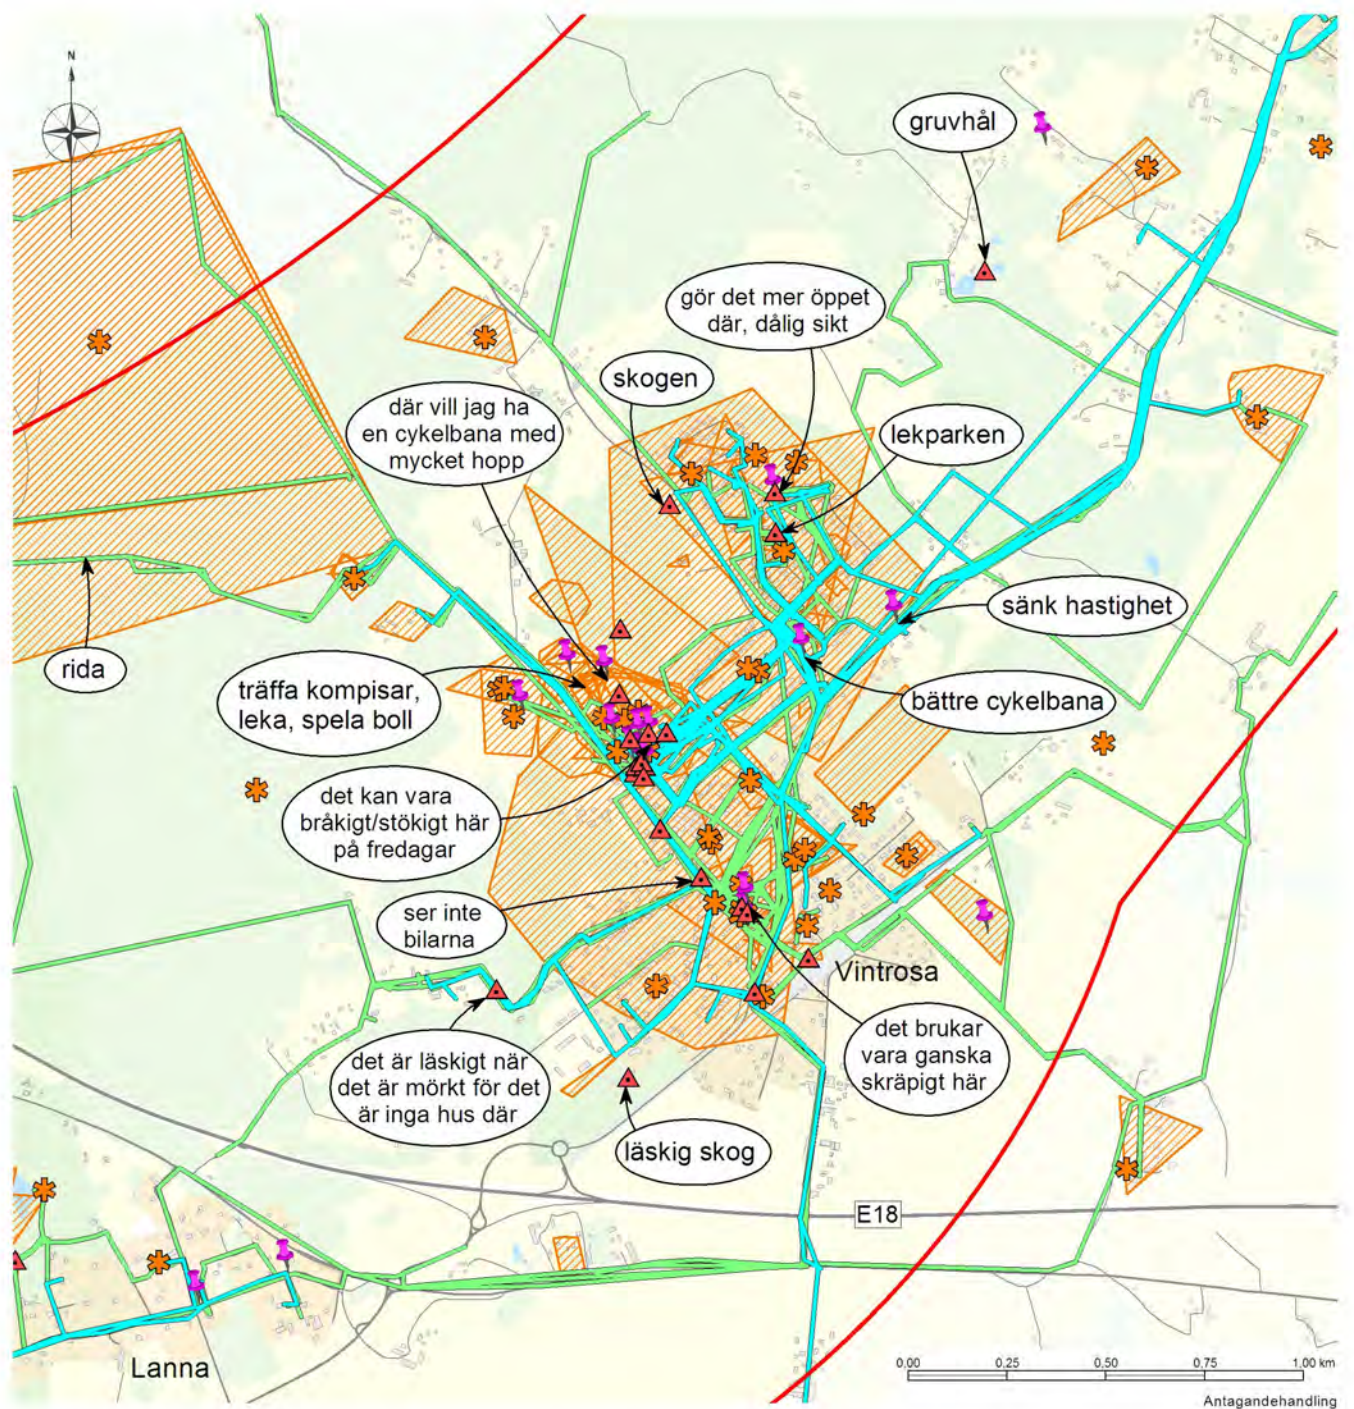 N
gruvhål
gör det mer öppet
där, dålig sikt
skogen
där vill jag ha
en cykelbana med
mycket hopp
lekparken
sänk hastighet
rida
träffa kompisar,
leka, spela boll
bättre cykelbana
det kan vara
bråkigt/stökigt här
på fredagar
ser inte
bilarna
Vintrosa
det brukar
vara ganska
skräpigt här
det är läskigt när
det är mörkt för det
är inga hus där
läskig skog
E18
Lanna
0,00 0,25 0,50 0,75 1,00 km
Antagandehandling